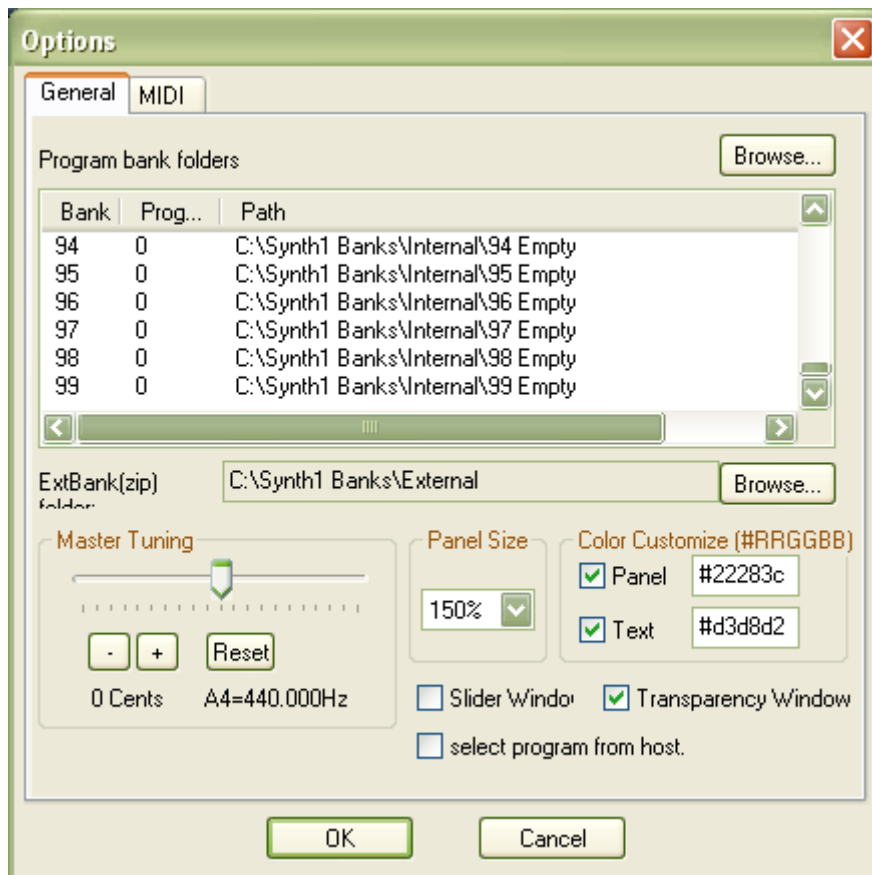 Options
General MIDI
Program bank folders Browse...
Bank Prog... Path
94 0 C:\Synth1 Banks\Internal\94 Empty
95 0 C:\Synth1 Banks\Internal\95 Empty
96 0 C:\Synth1 Banks\Internal\96 Empty
97 0 C:\Synth1 Banks\Internal\97 Empty
98 0 C:\Synth1 Banks\Internal\98 Empty
99 0 C:\Synth1 Banks\Internal\99 Empty
ExtBank(zip) C:\Synth1 Banks\External Browse...
folder:
Master Tuning Panel Size Color Customize (#RRGGBB)
Panel #22283c
150%
Text #d3d8d2
- + Reset
0 Cents A4=440.000Hz
Slider Windo Transparency Window
select program from host.
OK Cancel